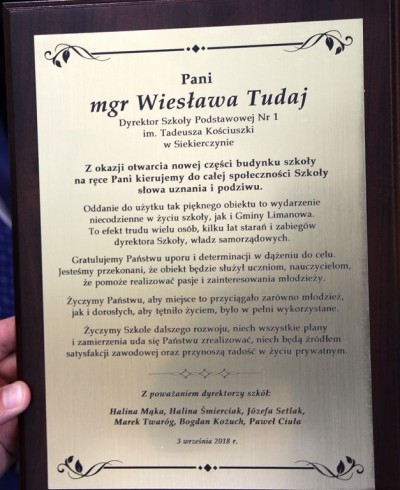 Pani
mgr Wiesława Tudaj
Dyrektor Szkoły Podstawowej Nr 1
im. Tadeusza Kościuszki
w Siekierczynie
Z okazji otwarcia nowej części budynku szkoły
na ręce Pani kierujemy do całej społeczności Szkoły
słowa uznania i podziwu.
Oddanie do użytku tak pięknego obiektu to wydarzenie
niecodzienne w życiu szkoły, jak i Gminy Limanowa.
To efekt trudu wielu osób, kilku lat starań i zabiegów
dyrektora Szkoły, władz samorządowych.
Gratulujemy Państwu uporu i determinacji w dążeniu do celu.
Jesteśmy przekonani, że obiekt będzie służył uczniom, nauczycielom,
że pomoże realizować pasje i zainteresowania młodzieży.
Życzymy Państwu, aby miejsce to przyciągało zarówno młodzież,
jak i dorosłych, aby tętniło życiem, było w pełni wykorzystane.
Życzymy Szkole dalszego rozwoju, niech wszystkie plany
i zamierzenia uda się Państwu zrealizować, niech będą źródłem
satysfakcji zawodowej oraz przynoszą radość w życiu prywatnym.
Z poważaniem dyrektorzy szkół:
Halina Mąka, Halina Śmierciak, Józefa Setlak,
Marek Twaróg, Bogdan Kożuch, Paweł Ciuła
3 września 2018 r.